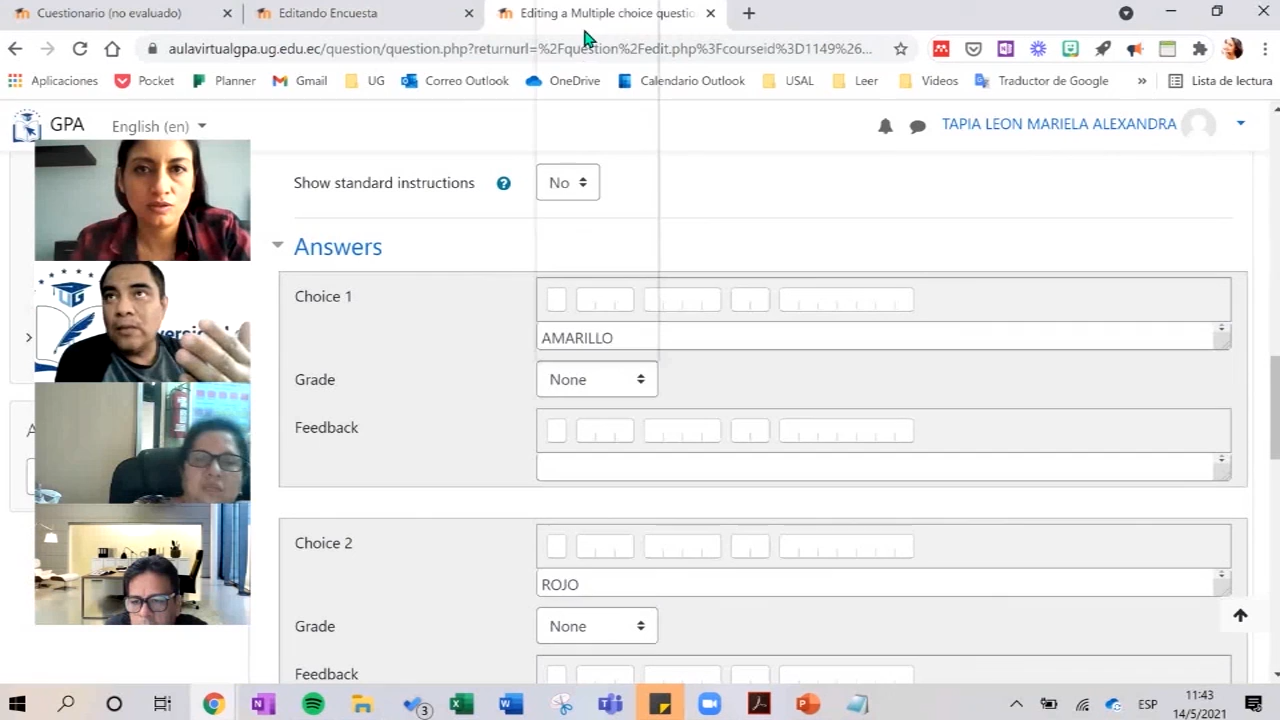 Cuestionario (no evaluado)
Editando Encuesta
Editing a Multiple choice questio
aulavirtualgpa.ug.edu.ec/question/question.php?returnurl=%2Fquestion%2Fedit.php%3Fcourseid%3D1149%26...
Aplicaciones
Pocket
Planner
Gmail
UG
Correo Outlook
OneDrive
Calendario Outlook
USAL
Leer
Videos
Traductor de Google
»
Lista de lectura
GPA
English (en)
TAPIA LEON MARIELA ALEXANDRA
Show standard instructions
No
Answers
Choice 1
AMARILLO
Grade
None
Feedback
Choice 2
ROJO
Grade
None
Feedback
UG
3
ESP
11:43
14/5/2021